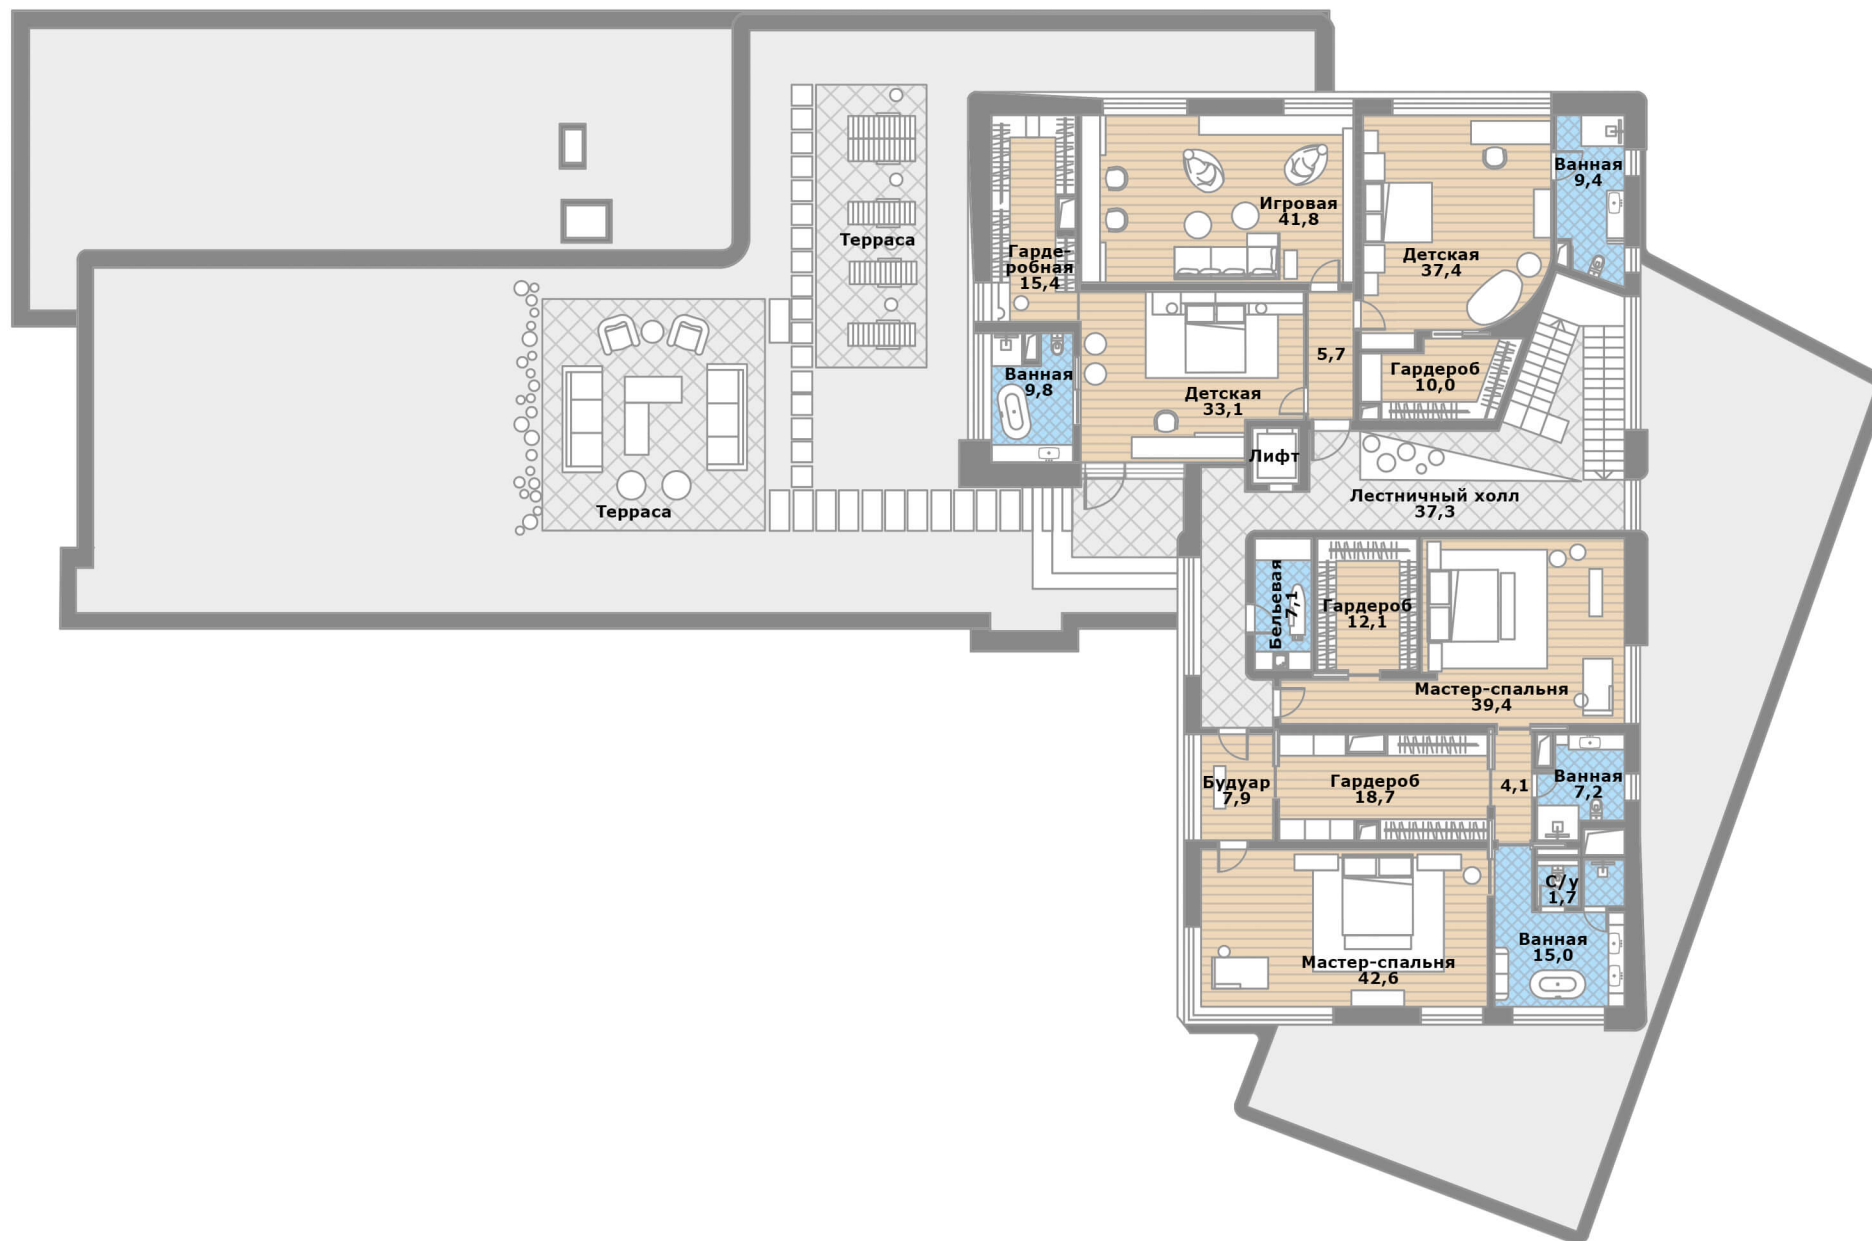 Терраса
Терраса
Гарде-
робная
15,4
Игровая
41,8
Детская
37,4
Ванная
9,4
Ванная
9,8
Детская
33,1
5,7
Гардероб
10,0
Лифт
Лестничный холл
37,3
Бельевая
7,1
Гардероб
12,1
Мастер-спальня
39,4
Будуар
7,9
Гардероб
18,7
4,1
Ванная
7,2
С/у
1,7
Мастер-спальня
42,6
Ванная
15,0